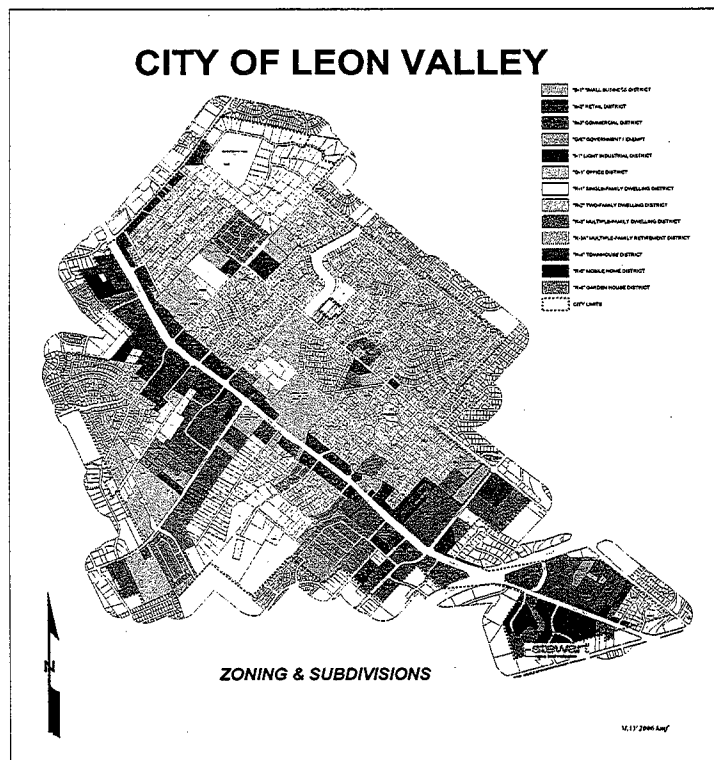 CITY OF LEON VALLEY
"B-1" SMALL BUSINESS DISTRICT
"B-2" RETAIL DISTRICT
"B-3" COMMERCIAL DISTRICT
"G/E" GOVERNMENT / EXEMPT
"I-1" LIGHT INDUSTRIAL DISTRICT
"O-1" OFFICE DISTRICT
"R-1" SINGLE-FAMILY DWELLING DISTRICT
"R-2" TWO-FAMILY DWELLING DISTRICT
"R-3" MULTIPLE-FAMILY DWELLING DISTRICT
"R-3A" MULTIPLE-FAMILY RETIREMENT DISTRICT
"R-4" TOWNHOUSE DISTRICT
"R-5" MOBILE HOME DISTRICT
"R-6" GARDEN HOUSE DISTRICT
CITY LIMITS
stewart
N
ZONING & SUBDIVISIONS